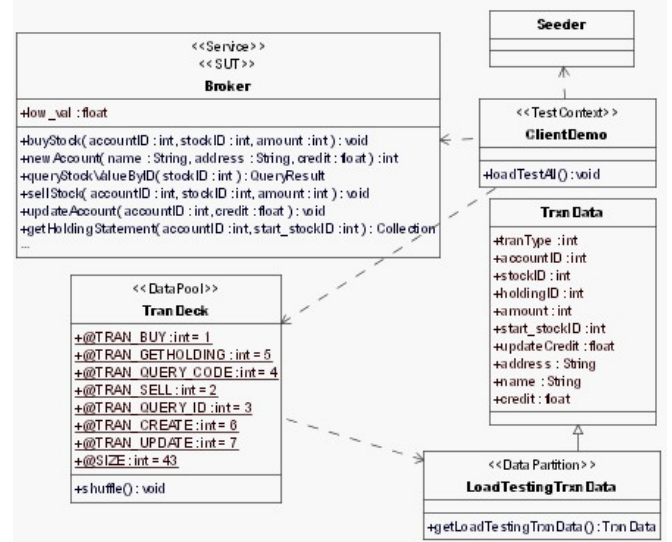 Seeder
<<Service>>
<<SUT>>
Broker
+low_val : float
+buyStock( accountID : int, stockID : int, amount : int ) : void
+newAccount( name : String, address : String, credit : float ) : int
+queryStockValueByID( stockID : int ) : QueryResult
+sellStock( accountID : int, stockID : int, amount : int ) : void
+updateAccount( accountID : int, credit : float ) : void
+getHoldingStatement( accountID : int, start_stockID : int ) : Collection
...
<<TestContext>>
ClientDemo
+loadTestAll() : void
TrxnData
+tranType : int
+accountID : int
+stockID : int
+holdingID : int
+amount : int
+start_stockID : int
+updateCredit : float
+address : String
+name : String
+credit : float
<<DataPool>>
TranDeck
+@TRAN_BUY : int = 1
+@TRAN_GETHOLDING : int = 5
+@TRAN_QUERY_CODE : int = 4
+@TRAN_SELL : int = 2
+@TRAN_QUERY_ID : int = 3
+@TRAN_CREATE : int = 6
+@TRAN_UPDATE : int = 7
+@SIZE : int = 43
+shuffle() : void
<<Data Partition>>
LoadTestingTrxnData
+getLoadTestingTrxnData() : TrxnData